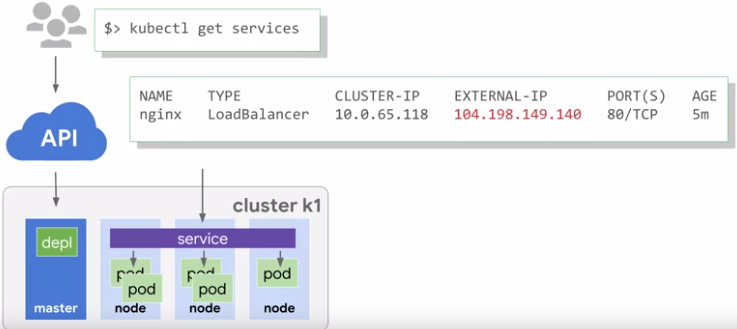 $> kubectl get services
NAME TYPE CLUSTER-IP EXTERNAL-IP PORT(S) AGE
nginx LoadBalancer 10.0.65.118 104.198.149.140 80/TCP 5m
API
cluster k1
depl
service
pod
pod
pod
pod
pod
master
node
node
node